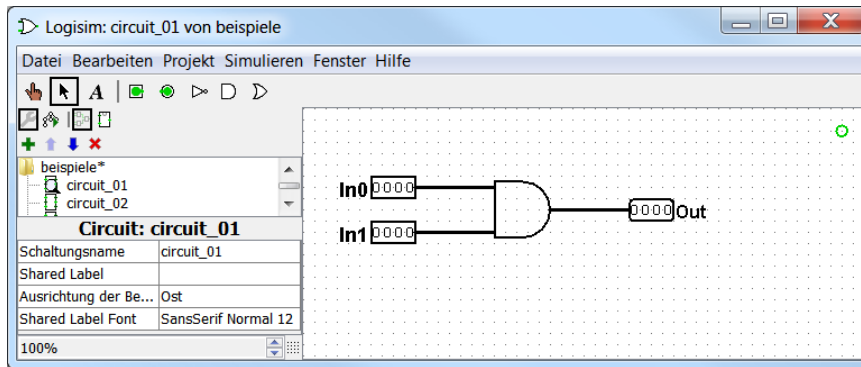 Logisim: circuit_01 von beispiele
Datei Bearbeiten Projekt Simulieren Fenster Hilfe
A
beispiele*
circuit_01
circuit_02
Circuit: circuit_01
Schaltungsname circuit_01
Shared Label
Ausrichtung der Be... Ost
Shared Label Font SansSerif Normal 12
100%
In0 0000
In1 0000
0000 Out